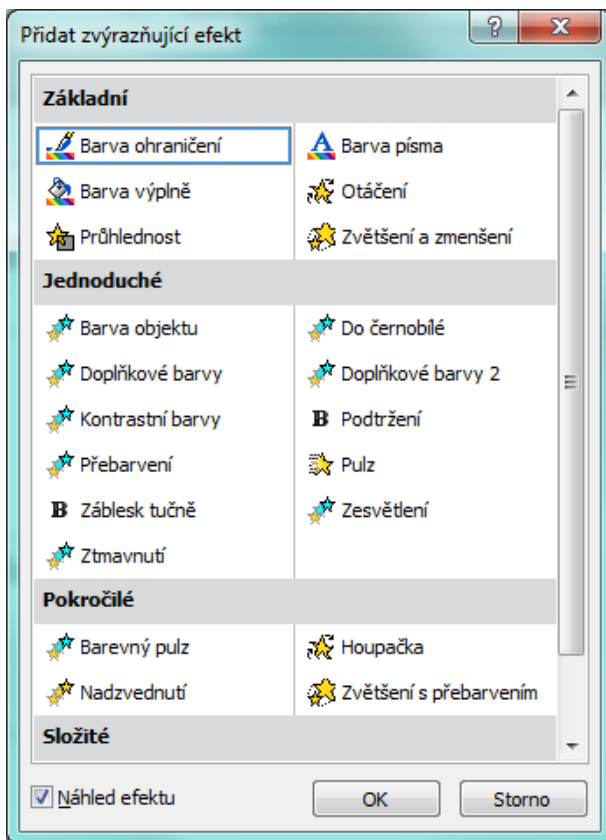 Přidat zvýrazňující efekt
Základní
Barva ohraničení
Barva písma
Barva výplně
Otáčení
Průhlednost
Zvětšení a zmenšení
Jednoduché
Barva objektu
Do černobílé
Doplňkové barvy
Doplňkové barvy 2
Kontrastní barvy
B Podtržení
Přebarvení
Pulz
B Záblesk tučně
Zesvětlení
Ztmavnutí
Pokročilé
Barevný pulz
Houpačka
Nadzvednutí
Zvětšení s přebarvením
Složité
Náhled efektu
OK
Storno